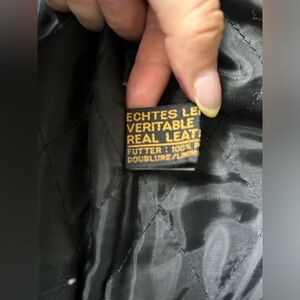 ECHTES LE
VERITABLE
REAL LEAT
FUTTER : 100%
DOUBLURE/LININ